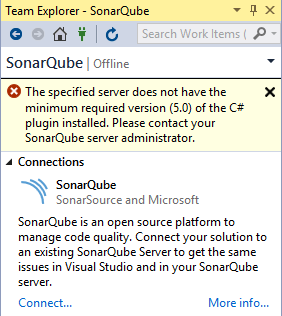 Team Explorer - SonarQube
Search Work Items (
SonarQube | Offline
The specified server does not have the
minimum required version (5.0) of the C#
plugin installed. Please contact your
SonarQube server administrator.
Connections
SonarQube
SonarSource and Microsoft
SonarQube is an open source platform to
manage code quality. Connect your solution to
an existing SonarQube Server to get the same
issues in Visual Studio and in your SonarQube
server.
Connect... More info...